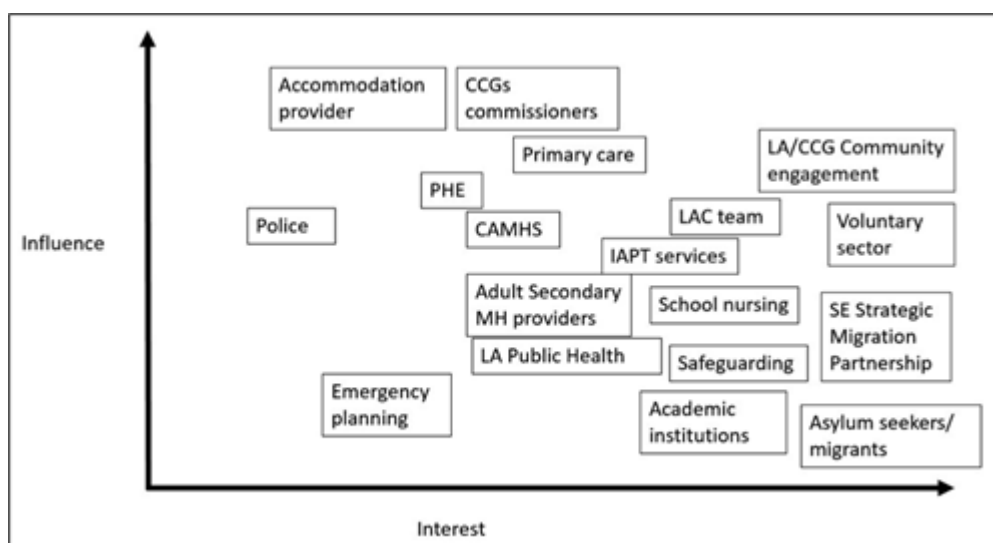 Accommodation
provider
CCGs
commissioners
Primary care
LA/CCG Community
engagement
PHE
Police
CAMHS
LAC team
Voluntary
sector
Influence
IAPT services
Adult Secondary
MH providers
School nursing
SE Strategic
Migration
Partnership
LA Public Health
Safeguarding
Emergency
planning
Academic
institutions
Asylum seekers/
migrants
Interest